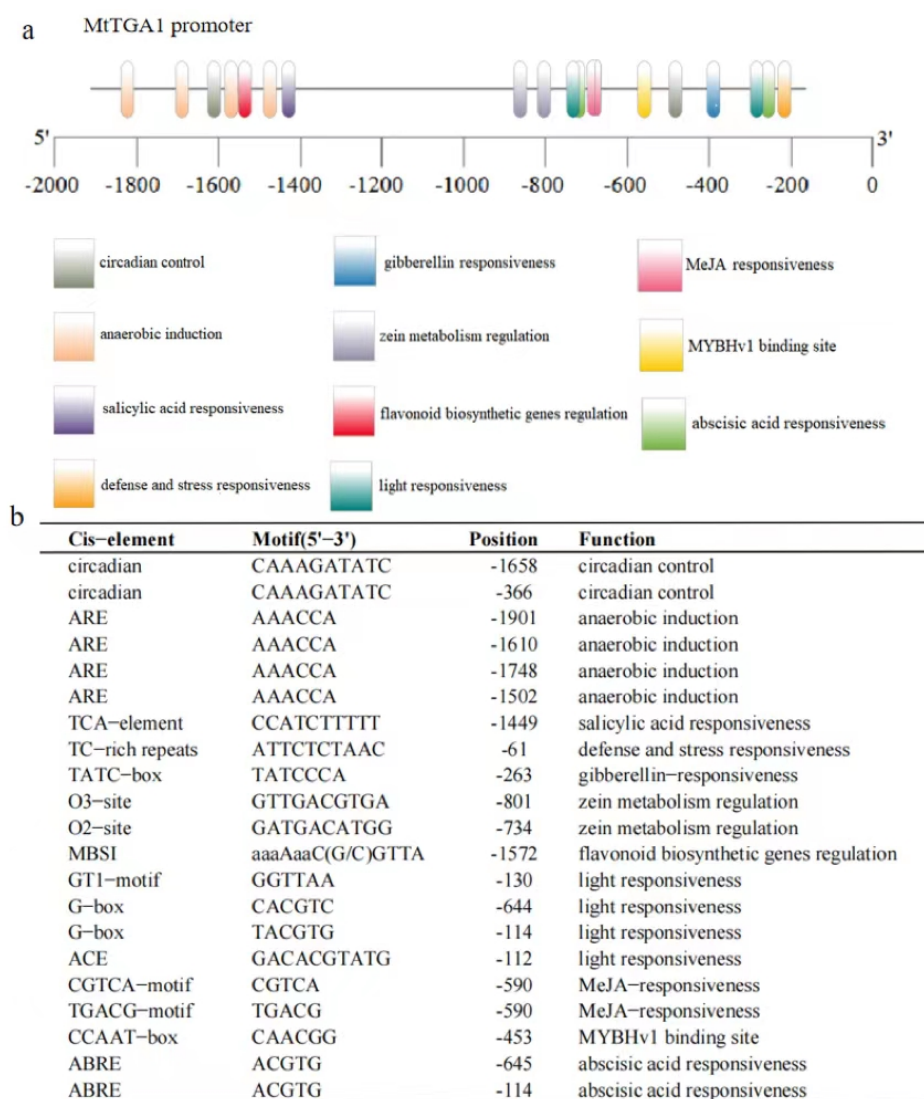 a
MtTGA1 promoter
5'
3'
-2000 -1800 -1600 -1400 -1200 -1000 -800 -600 -400 -200 0
circadian control
gibberellin responsiveness
MeJA responsiveness
anaerobic induction
zein metabolism regulation
MYBHv1 binding site
salicylic acid responsiveness
flavonoid biosynthetic genes regulation
abscisic acid responsiveness
defense and stress responsiveness
light responsiveness
b
Cis−element Motif(5'−3') Position Function
circadian CAAAGATATC -1658 circadian control
circadian CAAAGATATC -366 circadian control
ARE AAACCA -1901 anaerobic induction
ARE AAACCA -1610 anaerobic induction
ARE AAACCA -1748 anaerobic induction
ARE AAACCA -1502 anaerobic induction
TCA−element CCATCTTTTT -1449 salicylic acid responsiveness
TC−rich repeats ATTCTCTAAC -61 defense and stress responsiveness
TATC−box TATCCCA -263 gibberellin−responsiveness
O3−site GTTGACGTGA -801 zein metabolism regulation
O2−site GATGACATGG -734 zein metabolism regulation
MBSI aaaAaaC(G/C)GTTA -1572 flavonoid biosynthetic genes regulation
GT1−motif GGTTAA -130 light responsiveness
G−box CACGTC -644 light responsiveness
G−box TACGTG -114 light responsiveness
ACE GACACGTATG -112 light responsiveness
CGTCA−motif CGTCA -590 MeJA−responsiveness
TGACG−motif TGACG -590 MeJA−responsiveness
CCAAT−box CAACGG -453 MYBHv1 binding site
ABRE ACGTG -645 abscisic acid responsiveness
ABRE ACGTG -114 abscisic acid responsiveness